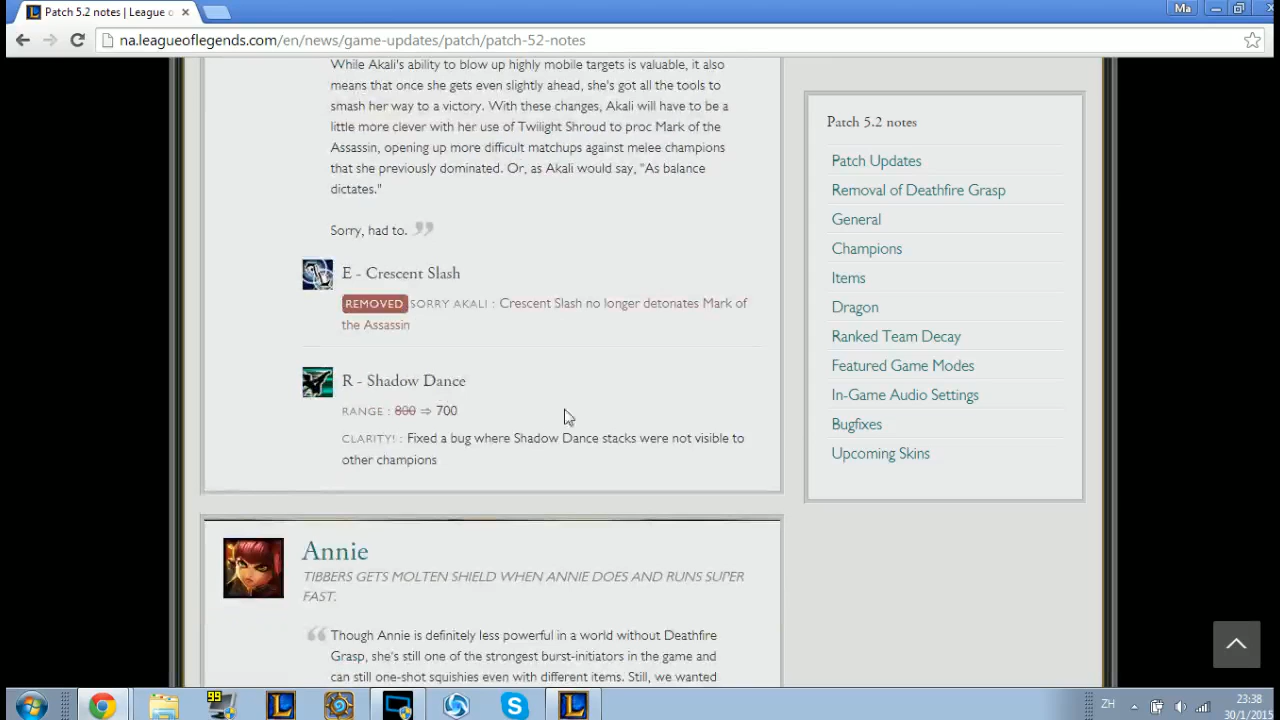 Patch 5.2 notes | League o
Ma
na.leagueoflegends.com/en/news/game-updates/patch/patch-52-notes
While Akali's ability to blow up highly mobile targets is valuable, it also
means that once she gets even slightly ahead, she's got all the tools to
smash her way to a victory. With these changes, Akali will have to be a
little more clever with her use of Twilight Shroud to proc Mark of the
Assassin, opening up more difficult matchups against melee champions
that she previously dominated. Or, as Akali would say, "As balance
dictates."
Sorry, had to. ”
E - Crescent Slash
REMOVED SORRY AKALI : Crescent Slash no longer detonates Mark of
the Assassin
R - Shadow Dance
RANGE : 800 ⇒ 700
CLARITY! : Fixed a bug where Shadow Dance stacks were not visible to
other champions
Annie
TIBBERS GETS MOLTEN SHIELD WHEN ANNIE DOES AND RUNS SUPER
FAST.
“ Though Annie is definitely less powerful in a world without Deathfire
Grasp, she's still one of the strongest burst-initiators in the game and
can still one-shot squishies even with different items. Still, we wanted
Patch 5.2 notes
Patch Updates
Removal of Deathfire Grasp
General
Champions
Items
Dragon
Ranked Team Decay
Featured Game Modes
In-Game Audio Settings
Bugfixes
Upcoming Skins
99
ZH
23:38
30/1/2015